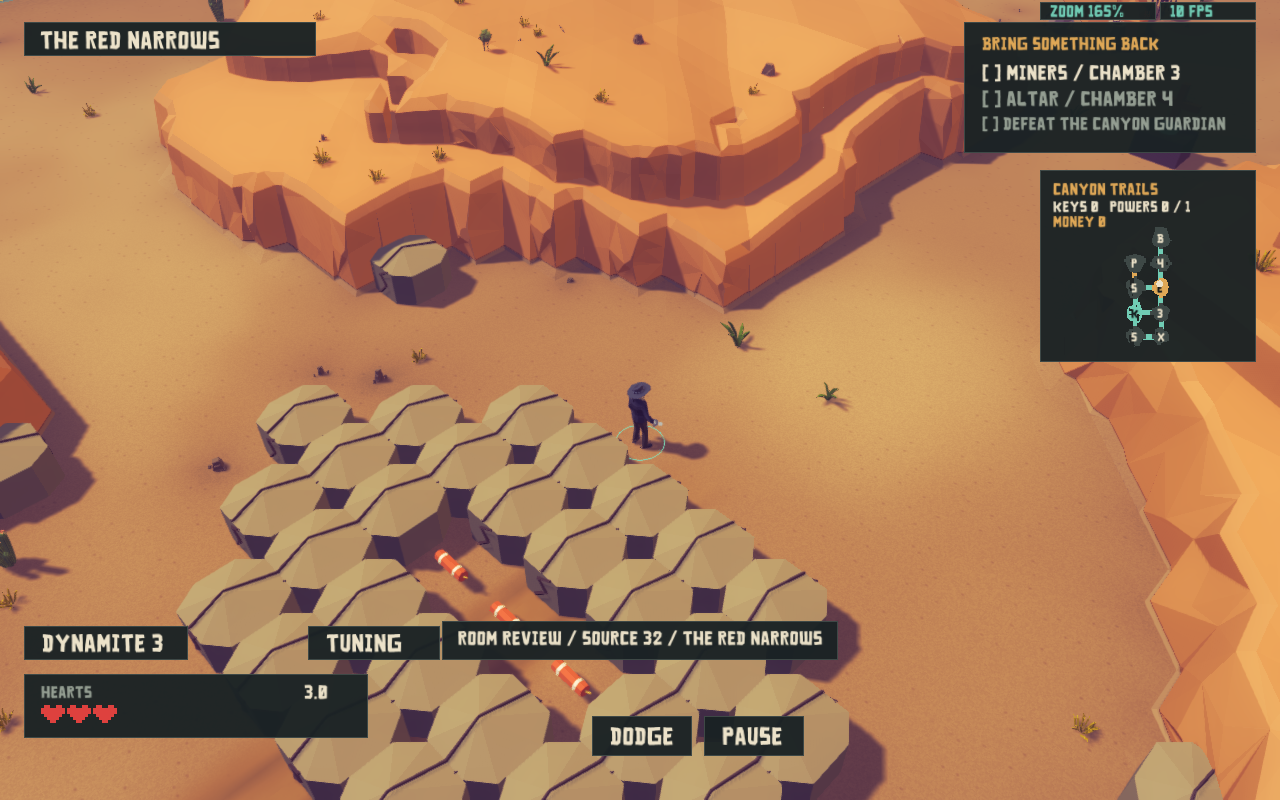 ZOOM 165% 10 FPS
THE RED NARROWS
BRING SOMETHING BACK
[ ] MINERS / CHAMBER 3
[ ] ALTAR / CHAMBER 4
[ ] DEFEAT THE CANYON GUARDIAN
CANYON TRAILS
KEYS 0 POWERS 0 / 1
MONEY 0
B
P 4
S
3
S X
DYNAMITE 3
TUNING
ROOM REVIEW / SOURCE 32 / THE RED NARROWS
HEARTS 3.0
DODGE
PAUSE